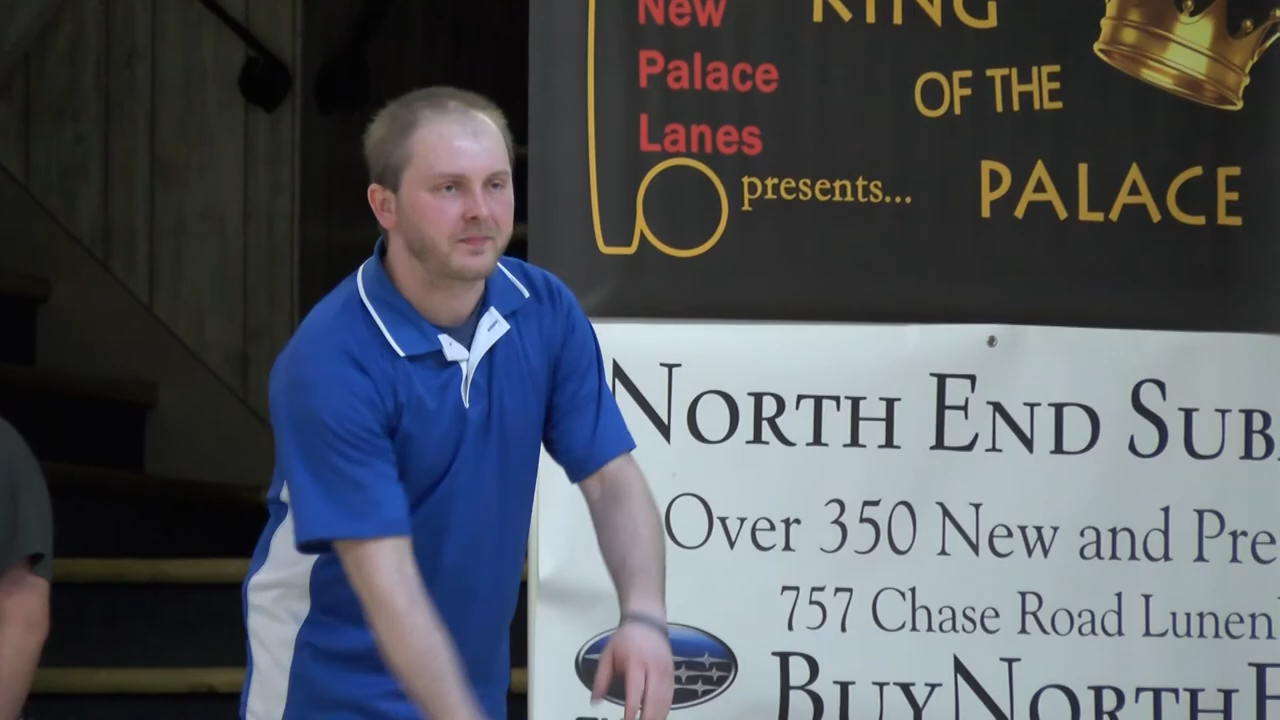 New
Palace
Lanes
presents...
KING
OF THE
PALACE
NORTH END SUB
Over 350 New and Pre
757 Chase Road Lunen
BUYNORTHE